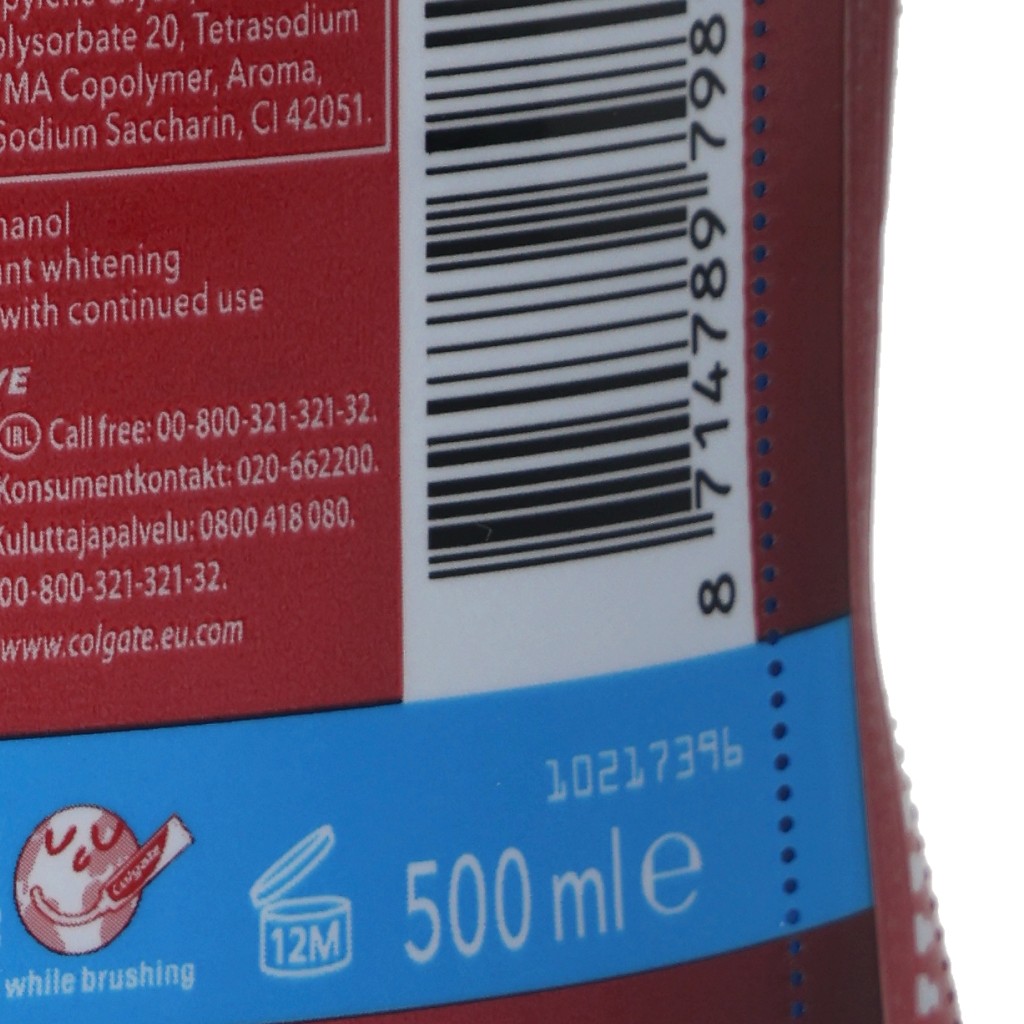 olysorbate 20, Tetrasodium
MA Copolymer, Aroma,
Sodium Saccharin, CI 42051.
whitening
with continued use
IRL Call free: 00-800-321-321-32.
Konsumentkontakt: 020-662200.
Kuluttajapalvelu: 0800 418 080.
00-800-321-321-32.
www.colgate.eu.com
8 714789 798
10217396
Colgate
while brushing
12M
500 ml e